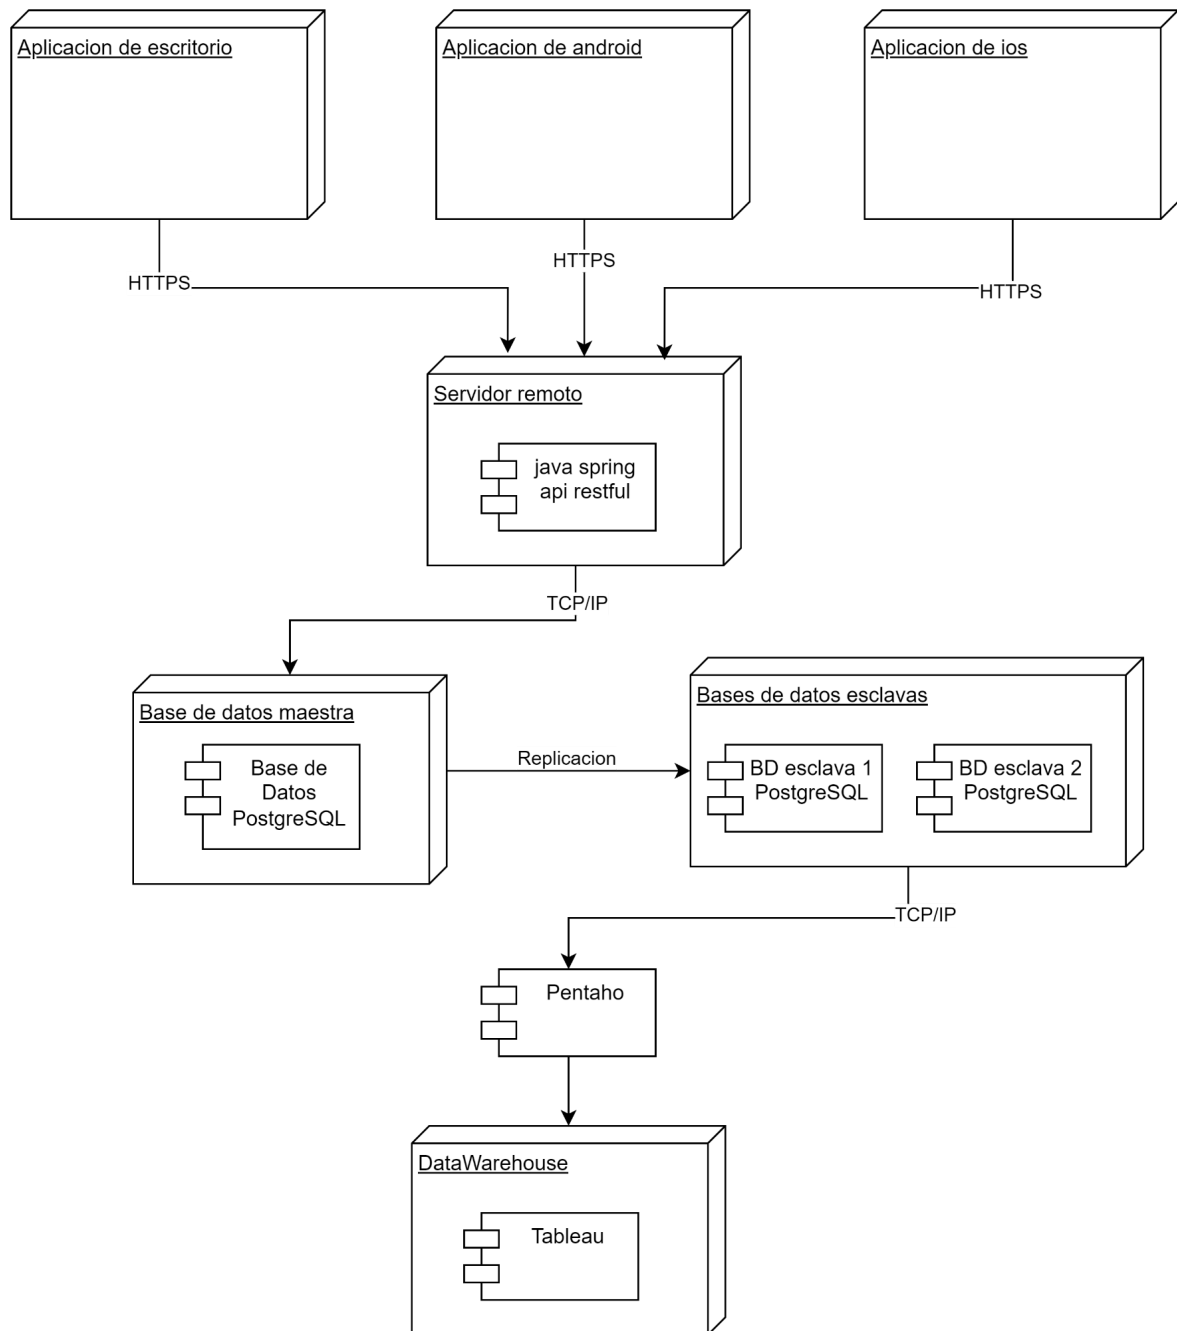 Aplicacion de escritorio
Aplicacion de android
Aplicacion de ios
HTTPS
HTTPS
HTTPS
Servidor remoto
java spring
api restful
TCP/IP
Base de datos maestra
Base de
Datos
PostgreSQL
Replicacion
Bases de datos esclavas
BD esclava 1
PostgreSQL
BD esclava 2
PostgreSQL
TCP/IP
Pentaho
DataWarehouse
Tableau